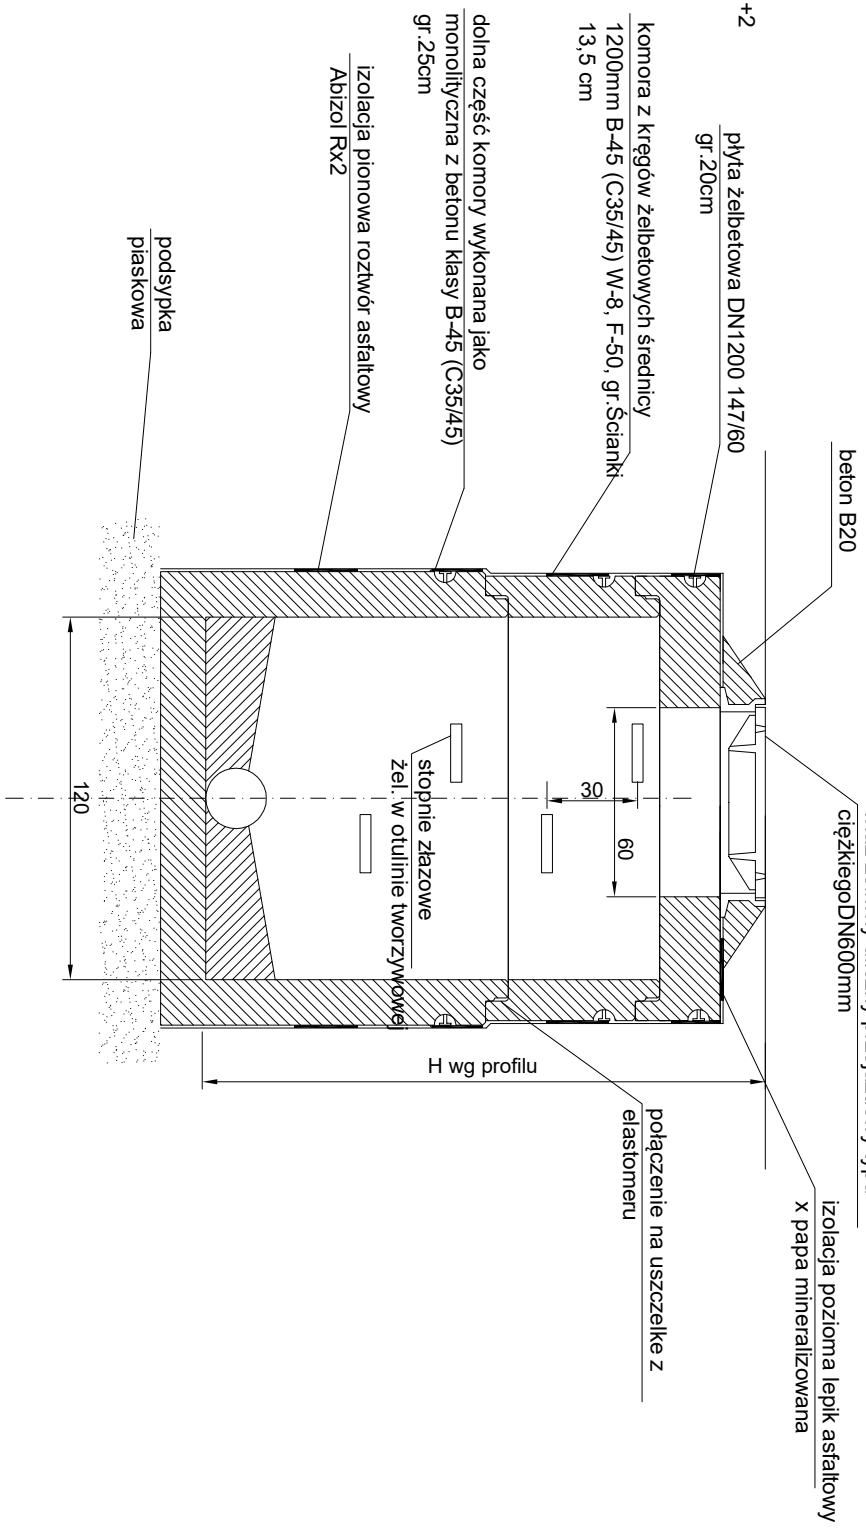 +2
płyta żelbetowa DN1200 147/60
gr.20cm
komora z kręgów żelbetowych średnicy
1200mm B-45 (C35/45) W-8, F-50, gr.Ścianki
13,5 cm
dolna część komory wykonana jako
monolityczna z betonu klasy B-45 (C35/45)
gr.25cm
izolacja pionowa roztwór asfaltowy
Abizol Rx2
podsypka
piaskowa
beton B20
ciężkiegoDN600mm
izolacja pozioma lepik asfaltowy
x papa mineralizowana
połączenie na uszczelke z
elastomeru
stopnie złazowe
żel. w otulinie tworzywowej
30
60
120
H wg profilu